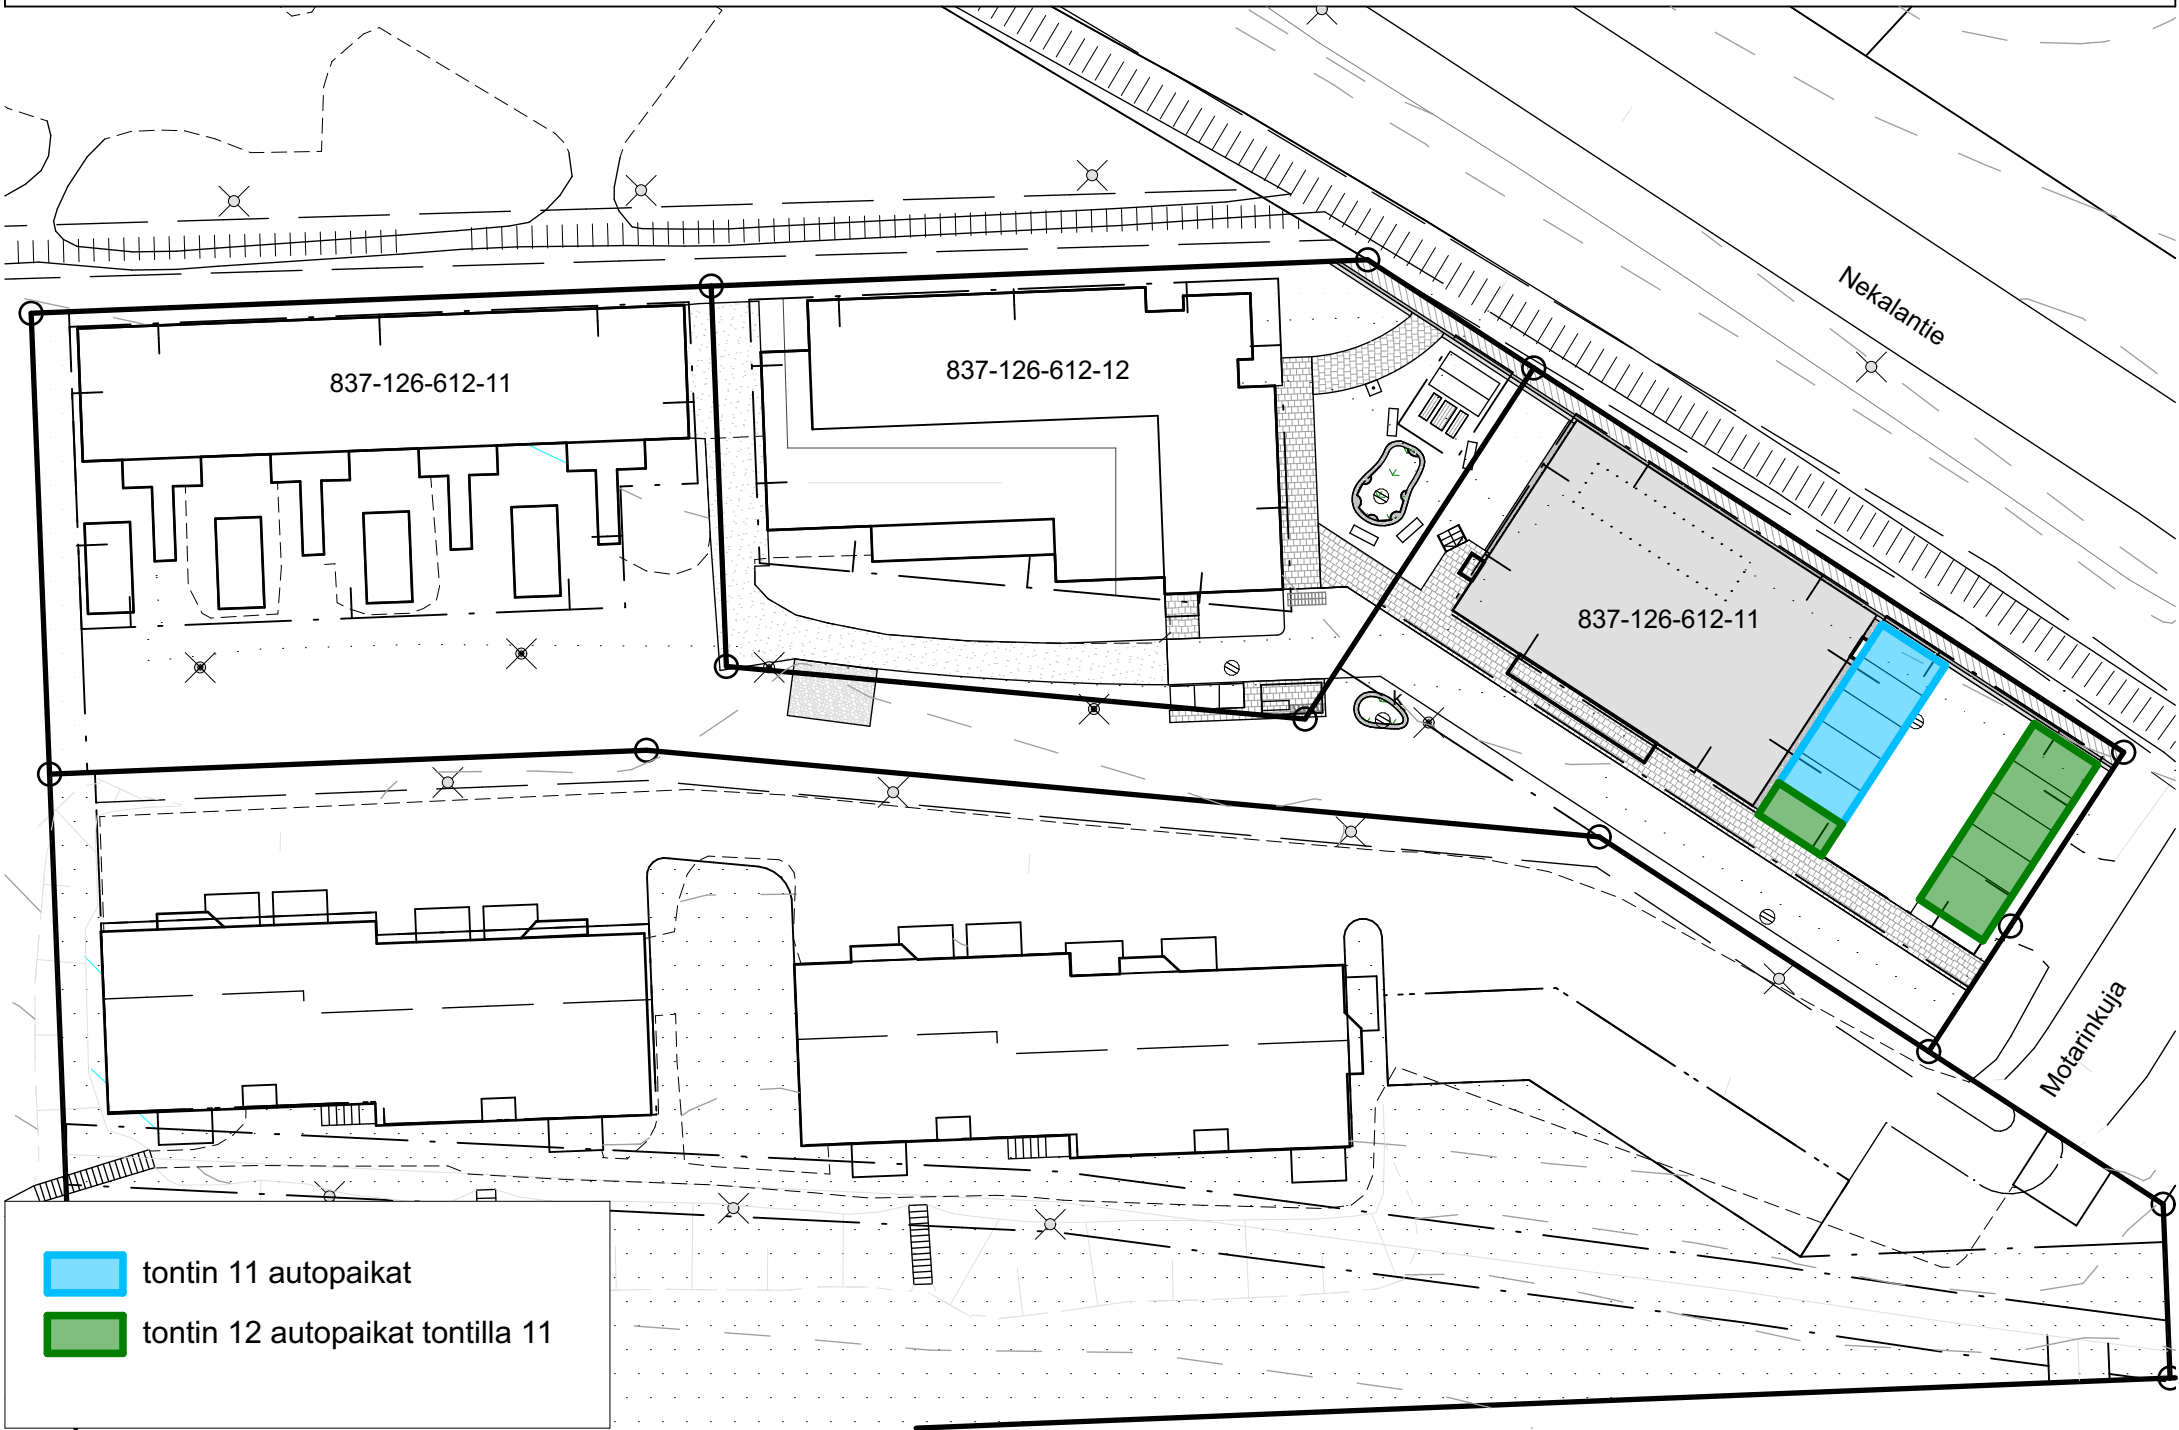 Nekalantie
837-126-612-11
837-126-612-12
837-126-612-11
k
Motarinkuja
tontin 11 autopaikat
tontin 12 autopaikat tontilla 11